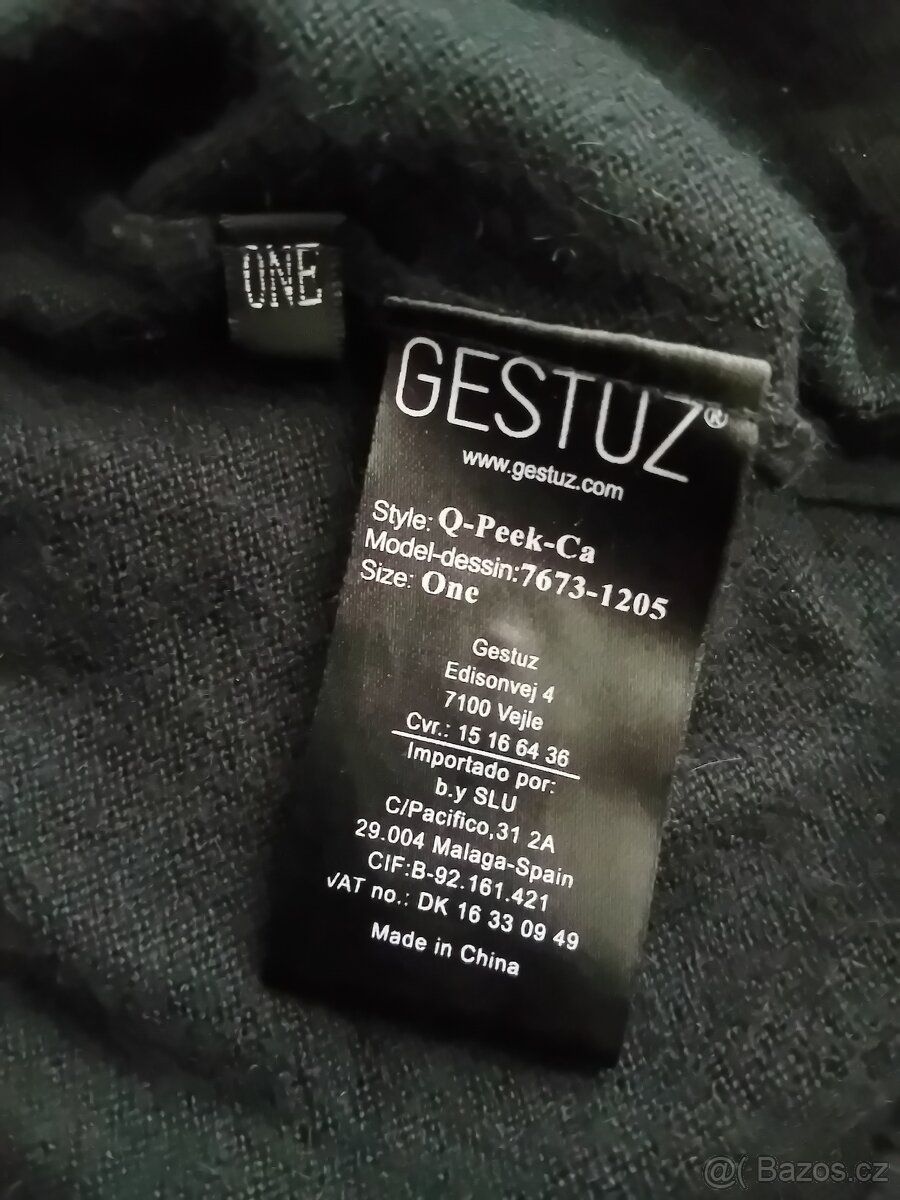 ONE
GESTUZ®
www.gestuz.com
Style: Q-Peek-Ca
Model-dessin:7673-1205
Size: One
Gestuz
Edisonvej 4
7100 Vejle
Cvr.: 15 16 64 36
Importado por:
b.y SLU
C/Pacifico,31 2A
29.004 Malaga-Spain
CIF:B-92.161.421
VAT no.: DK 16 33 09 49
Made in China
@( Bazos.cz